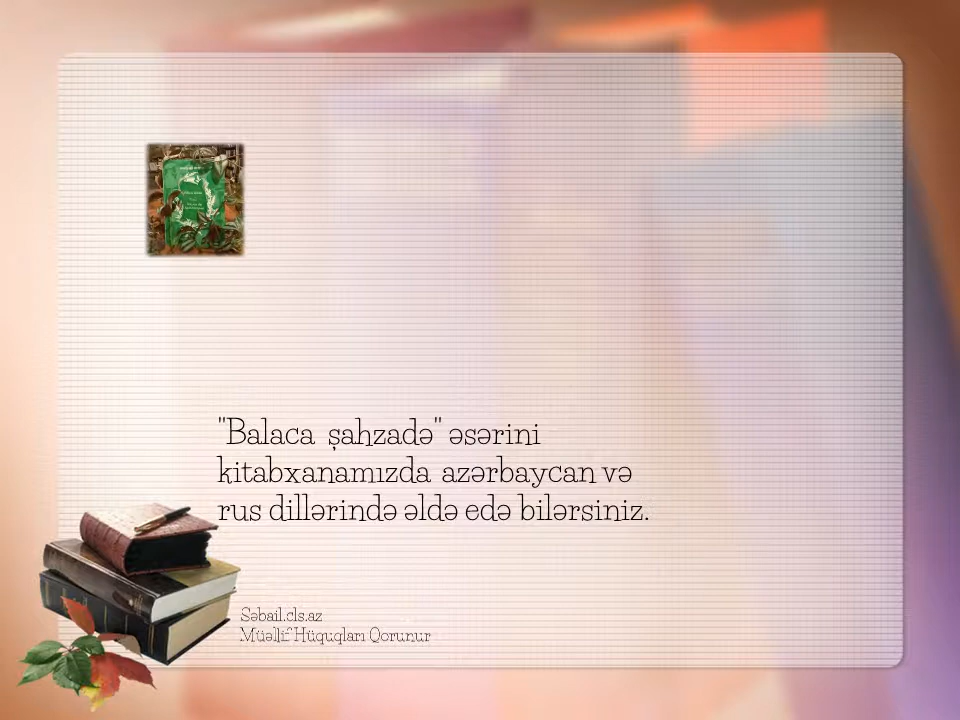 "Balaca şahzadə" əsərini
kitabxanamızda azərbaycan və
rus dillərində əldə edə bilərsiniz.
Səbail.cls.az
Müəllif Hüquqları Qorunur